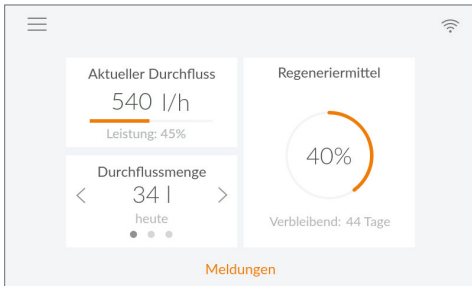 Aktueller Durchfluss
540 l/h
Leistung: 45%
Durchflussmenge
34 l
heute
Regeneriermittel
40%
Verbleibend: 44 Tage
Meldungen